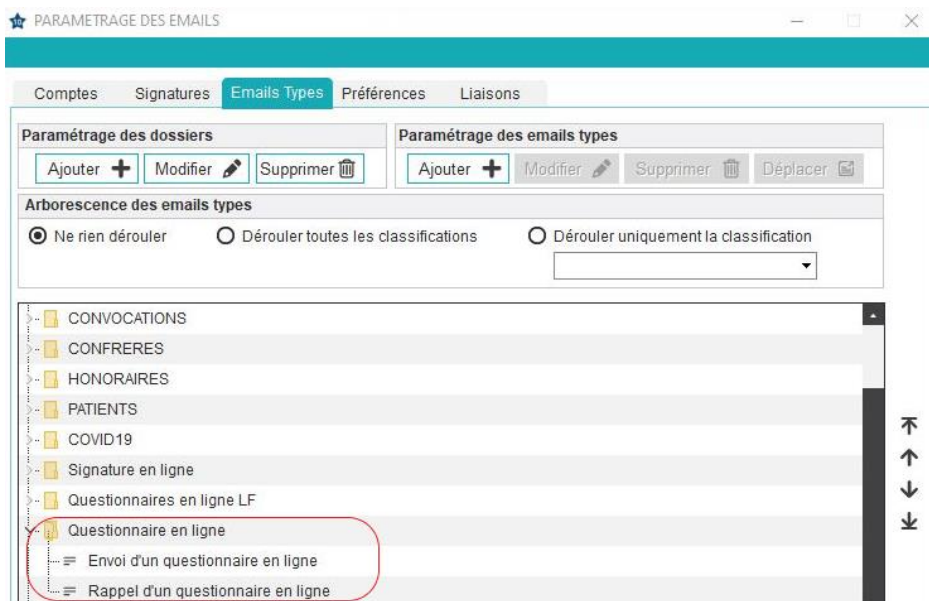 PARAMETRAGE DES EMAILS
Comptes Signatures Emails Types Préférences Liaisons
Paramétrage des dossiers Paramétrage des emails types
Ajouter Modifier Supprimer Ajouter Modifier Supprimer Déplacer
Arborescence des emails types
Ne rien dérouler Dérouler toutes les classifications Dérouler uniquement la classification
CONVOCATIONS
CONFRERES
HONORAIRES
PATIENTS
COVID19
Signature en ligne
Questionnaires en ligne LF
Questionnaire en ligne
Envoi d'un questionnaire en ligne
Rappel d'un questionnaire en ligne